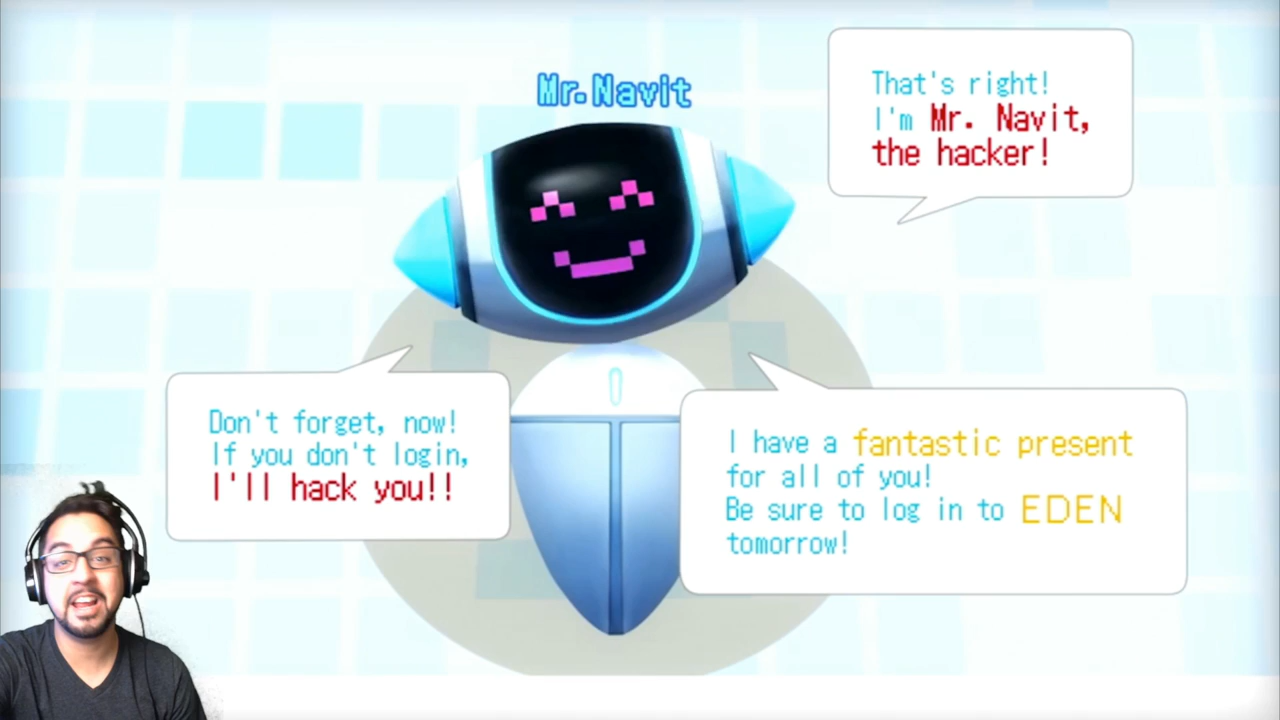 Mr.Navit
That's right!
I'm Mr. Navit,
the hacker!
Don't forget, now!
If you don't login,
I'll hack you!!
I have a fantastic present
for all of you!
Be sure to log in to EDEN
tomorrow!